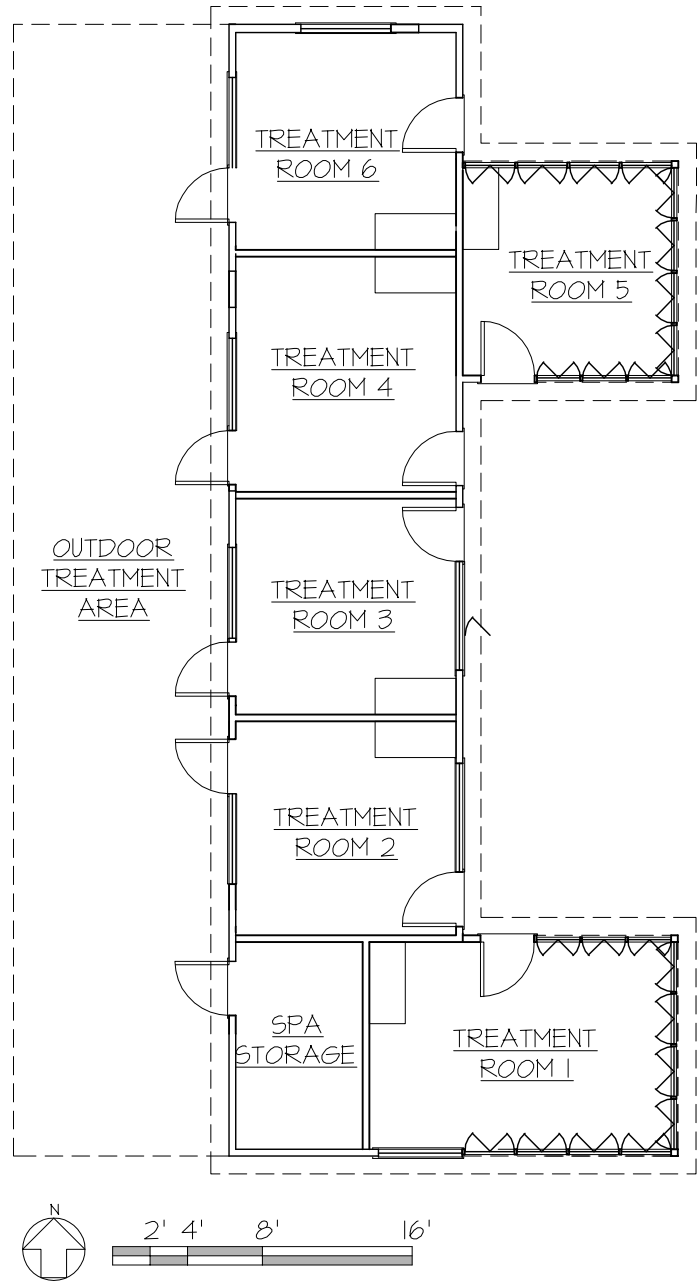 TREATMENT
ROOM 6
TREATMENT
ROOM 5
TREATMENT
ROOM 4
OUTDOOR
TREATMENT
AREA
TREATMENT
ROOM 3
TREATMENT
ROOM 2
SPA
STORAGE
TREATMENT
ROOM 1
N
2' 4' 8' 16'